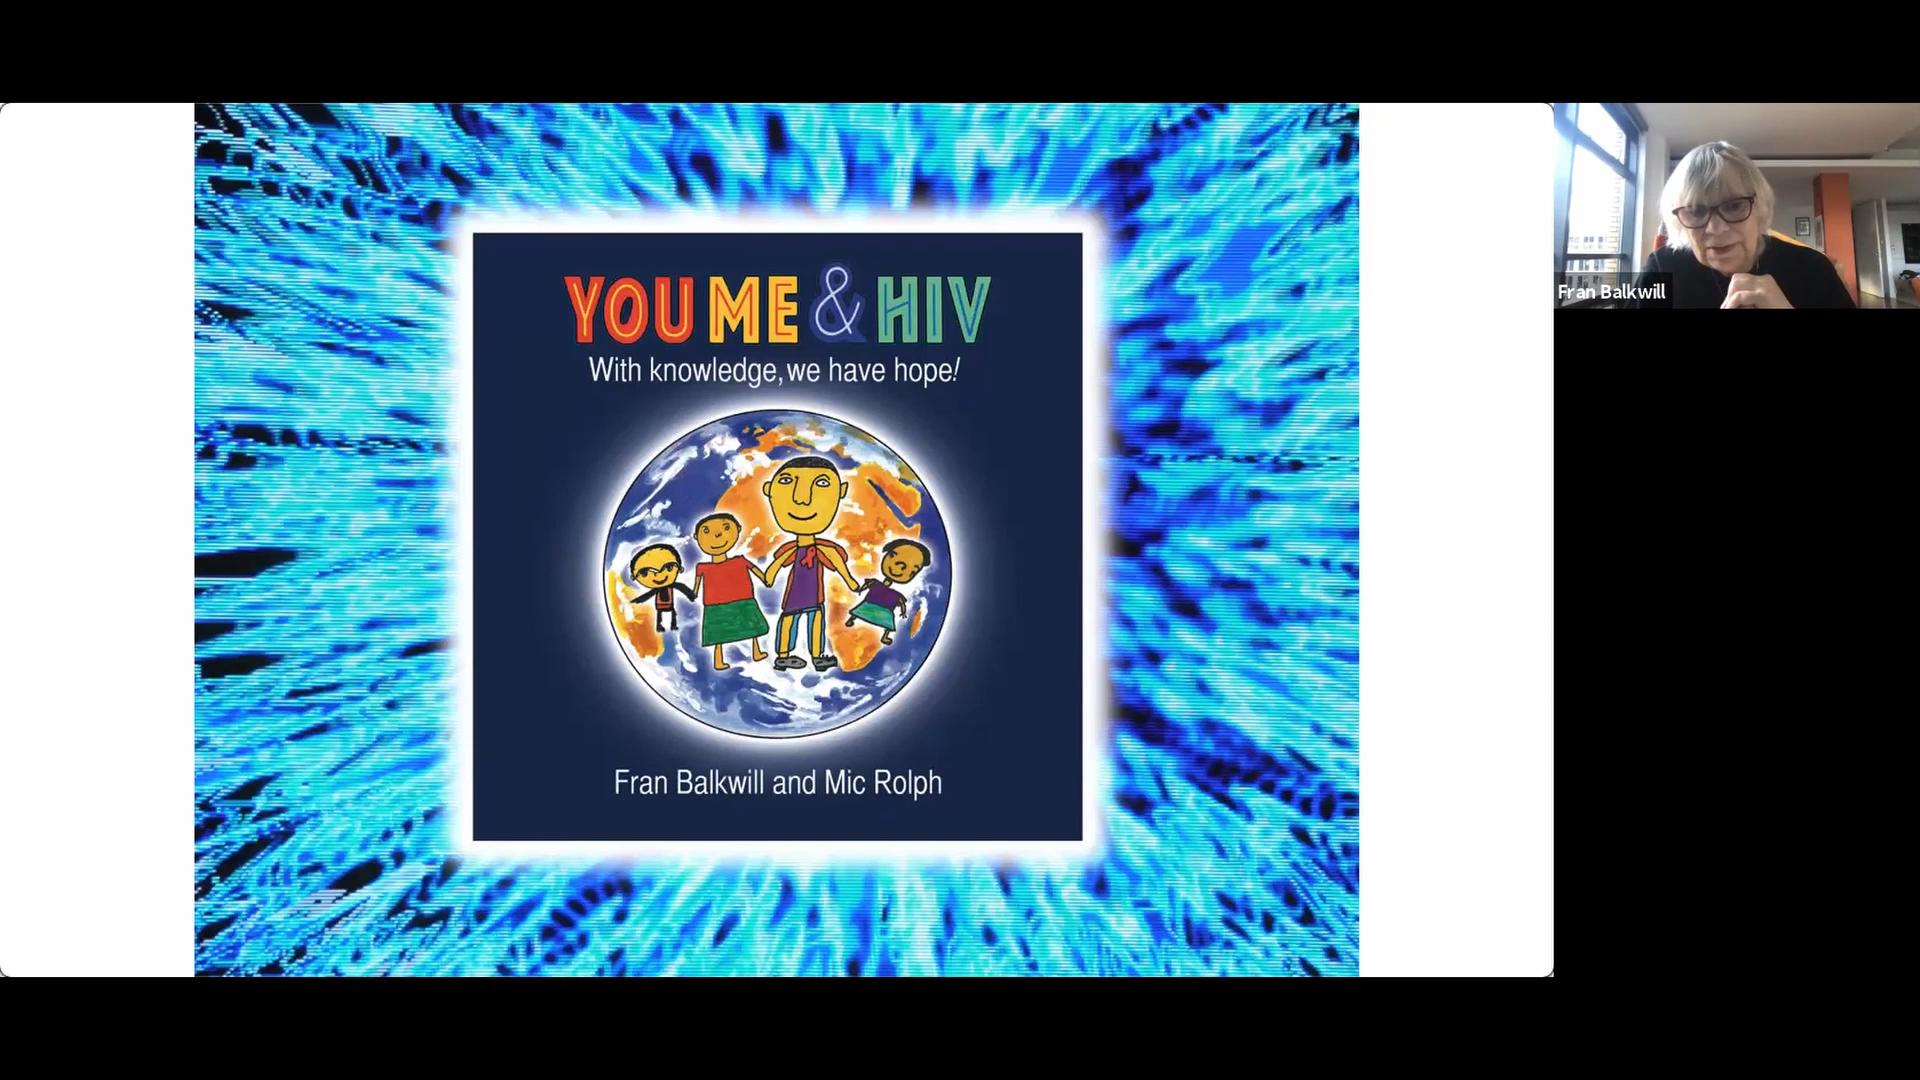 YOU ME & HIV
With knowledge, we have hope!
Fran Balkwill and Mic Rolph
Fran Balkwill